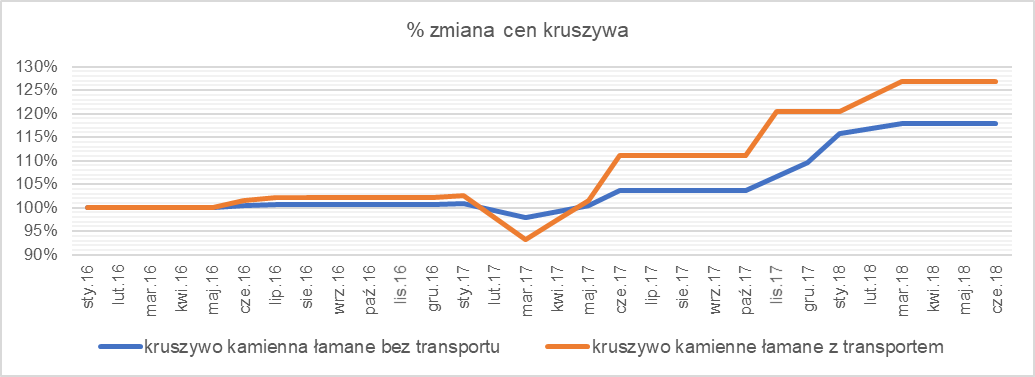 % zmiana cen kruszywa
130%
125%
120%
115%
110%
105%
100%
95%
90%
sty.16
lut.16
mar.16
kwi.16
maj.16
cze.16
lip.16
sie.16
wrz.16
paź.16
lis.16
gru.16
sty.17
lut.17
mar.17
kwi.17
maj.17
cze.17
lip.17
sie.17
wrz.17
paź.17
lis.17
gru.17
sty.18
lut.18
mar.18
kwi.18
maj.18
cze.18
kruszywo kamienna łamane bez transportu
kruszywo kamienne łamane z transportem